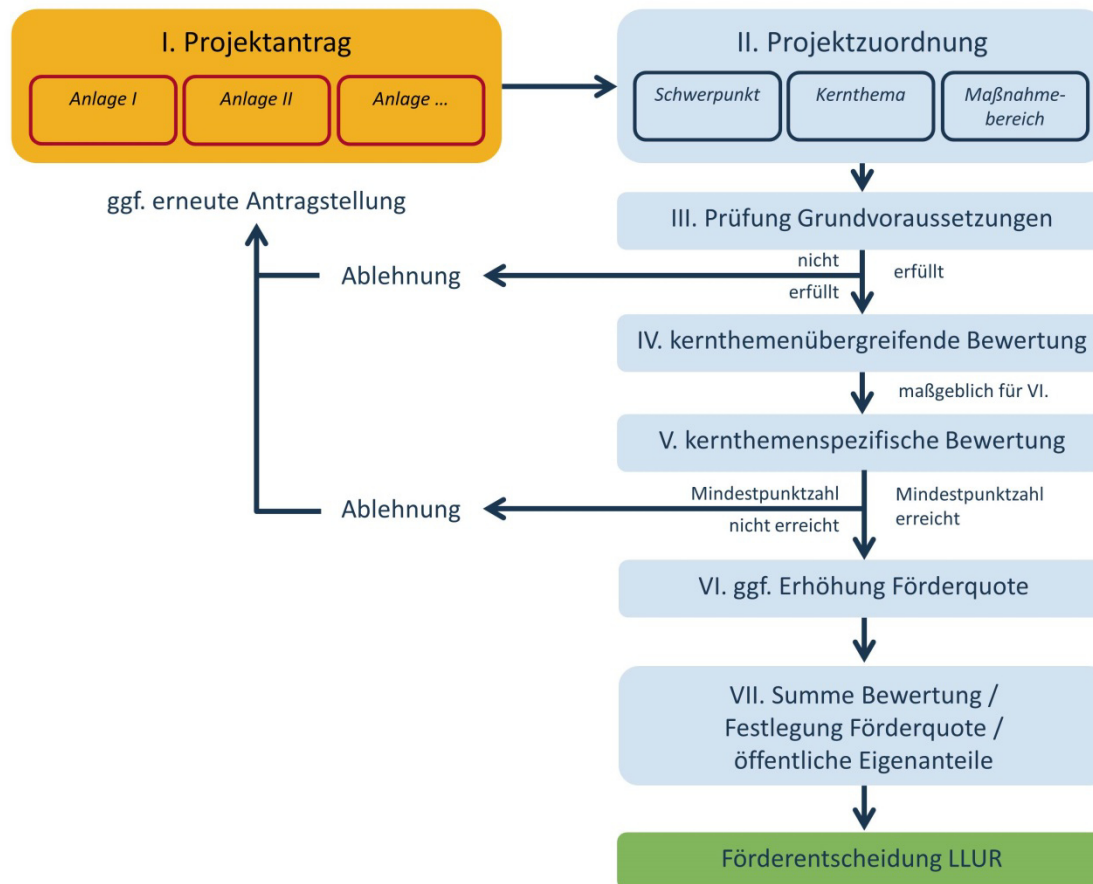 I. Projektantrag
Anlage I
Anlage II
Anlage ...
II. Projektzuordnung
Schwerpunkt
Kernthema
Maßnahme-
bereich
ggf. erneute Antragstellung
III. Prüfung Grundvoraussetzungen
nicht
erfüllt
erfüllt
Ablehnung
IV. kernthemenübergreifende Bewertung
maßgeblich für VI.
V. kernthemenspezifische Bewertung
Mindestpunktzahl
nicht erreicht
Mindestpunktzahl
erreicht
Ablehnung
VI. ggf. Erhöhung Förderquote
VII. Summe Bewertung /
Festlegung Förderquote /
öffentliche Eigenanteile
Förderentscheidung LLUR